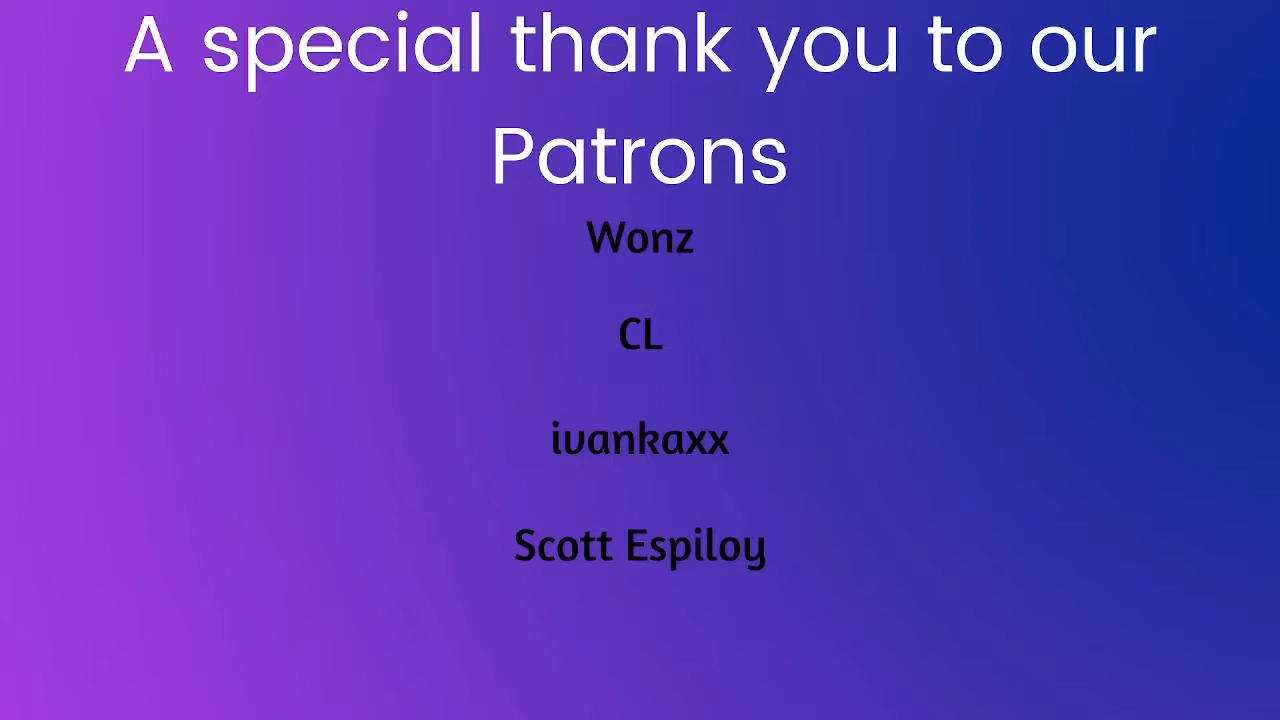 A special thank you to our
Patrons
Wonz
CL
ivankaxx
Scott Espiloy